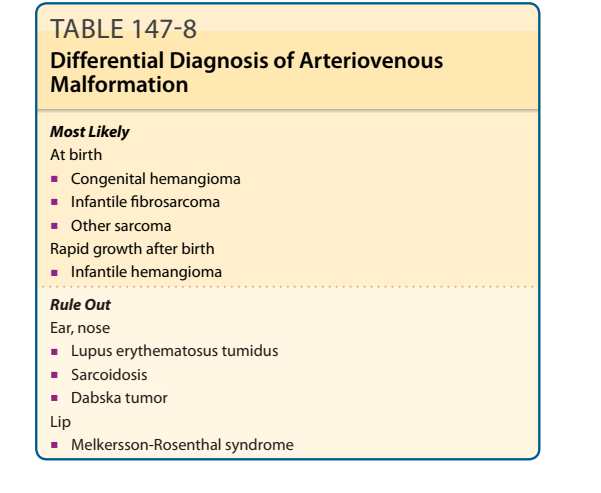 TABLE 147-8
Differential Diagnosis of Arteriovenous
Malformation
Most Likely
At birth
■ Congenital hemangioma
■ Infantile fibrosarcoma
■ Other sarcoma
Rapid growth after birth
■ Infantile hemangioma
Rule Out
Ear, nose
■ Lupus erythematosus tumidus
■ Sarcoidosis
■ Dabska tumor
Lip
■ Melkersson-Rosenthal syndrome